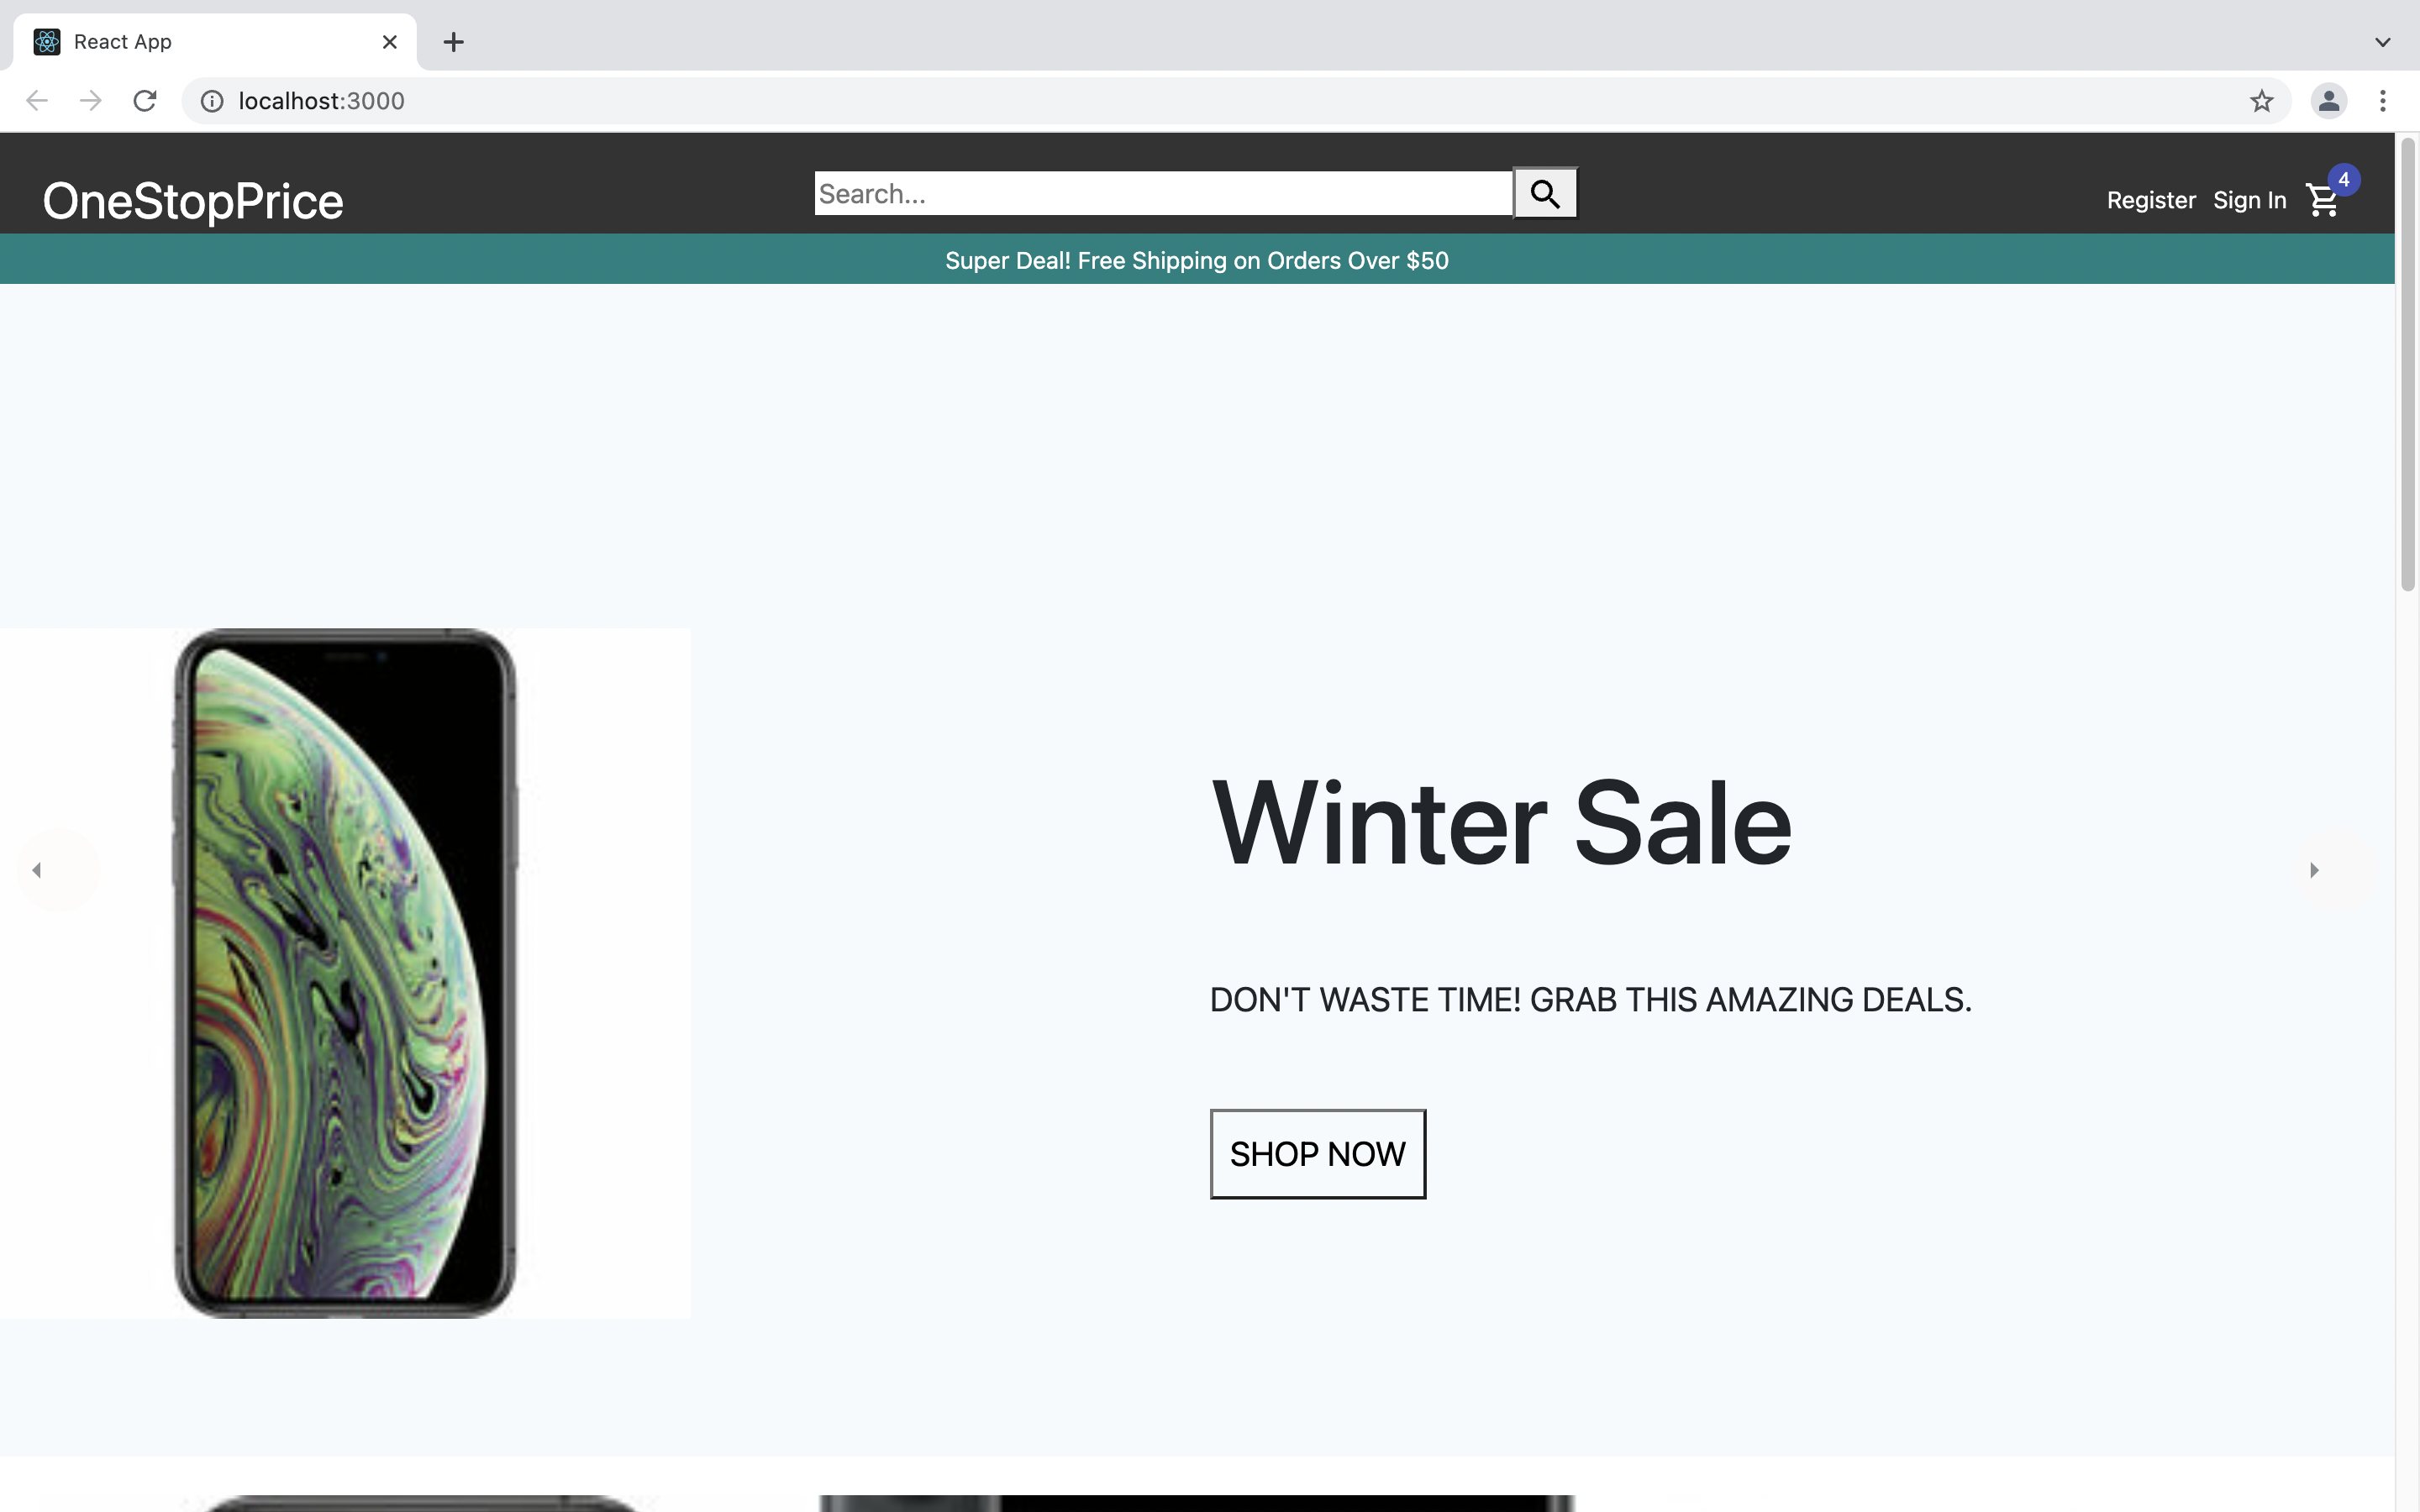 React App
localhost:3000
OneStopPrice
Search...
Register Sign In 4
Super Deal! Free Shipping on Orders Over $50
Winter Sale
DON'T WASTE TIME! GRAB THIS AMAZING DEALS.
SHOP NOW